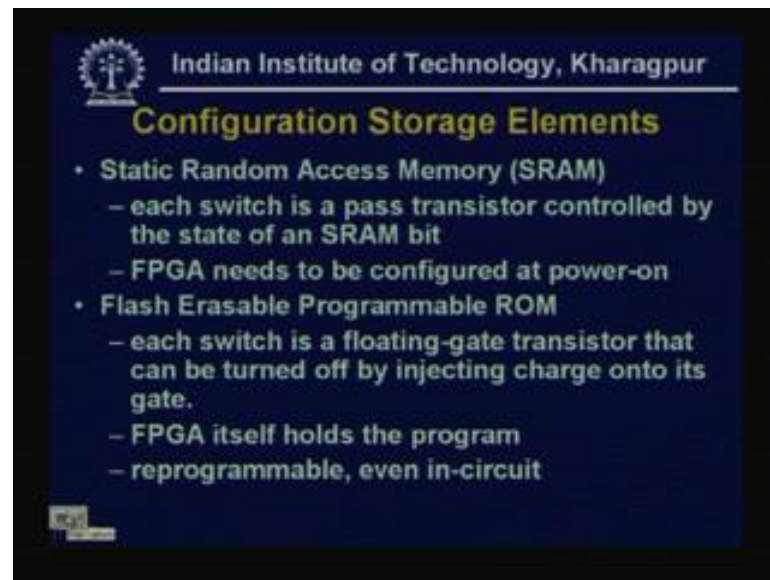 Indian Institute of Technology, Kharagpur
Configuration Storage Elements
• Static Random Access Memory (SRAM)
– each switch is a pass transistor controlled by
the state of an SRAM bit
– FPGA needs to be configured at power-on
• Flash Erasable Programmable ROM
– each switch is a floating-gate transistor that
can be turned off by injecting charge onto its
gate.
– FPGA itself holds the program
– reprogrammable, even in-circuit